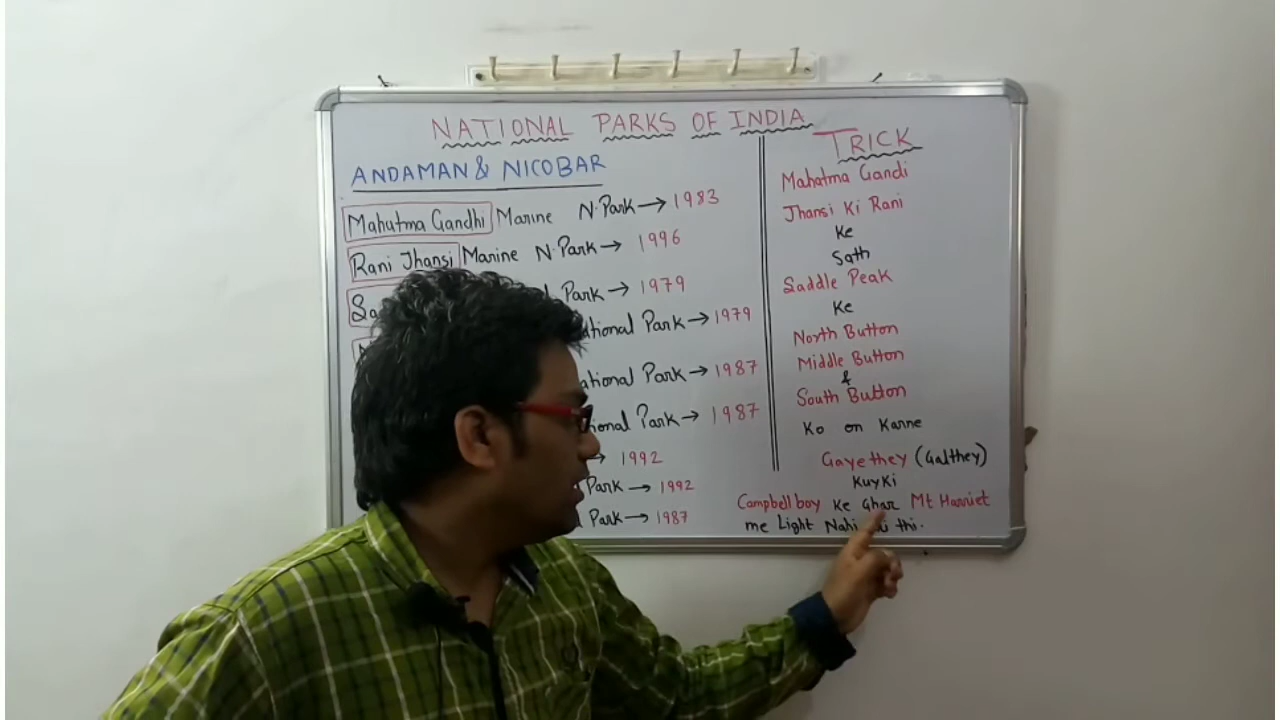 NATIONAL PARKS OF INDIA
ANDAMAN & NICOBAR
Mahatma Gandhi Marine N. Park → 1983
Rani Jhansi Marine N. Park → 1996
Sa Park → 1979
ational Park → 1979
ational Park → 1987
ional Park → 1987
→ 1992
Park → 1992
Park → 1987
TRICK
Mahatma Gandi
Jhansi Ki Rani
Ke
Sath
Saddle Peak
Ke
North Button
Middle Button
&
South Button
Ko on Karne
Gayethey (Galthey)
KuyKi
Campbell boy Ke Ghar Mt Harriet
me Light Nahi thi.